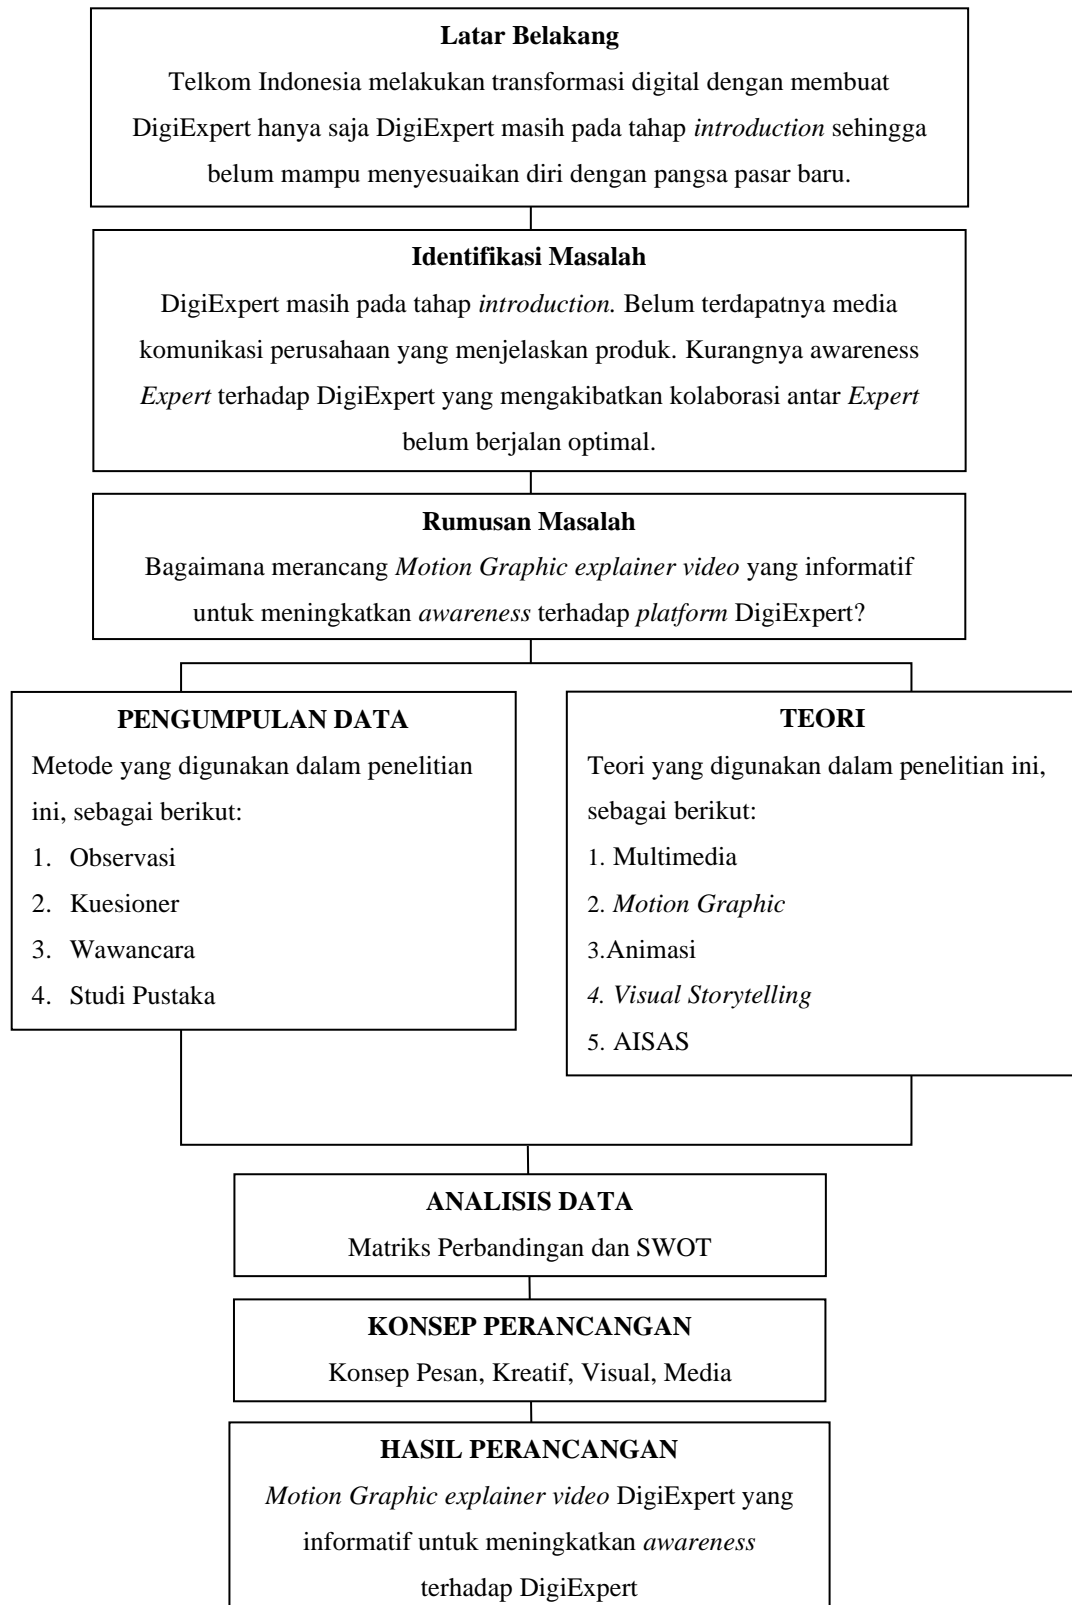 Latar Belakang
Telkom Indonesia melakukan transformasi digital dengan membuat
DigiExpert hanya saja DigiExpert masih pada tahap introduction sehingga
belum mampu menyesuaikan diri dengan pangsa pasar baru.
Identifikasi Masalah
DigiExpert masih pada tahap introduction. Belum terdapatnya media
komunikasi perusahaan yang menjelaskan produk. Kurangnya awareness
Expert terhadap DigiExpert yang mengakibatkan kolaborasi antar Expert
belum berjalan optimal.
Rumusan Masalah
Bagaimana merancang Motion Graphic explainer video yang informatif
untuk meningkatkan awareness terhadap platform DigiExpert?
PENGUMPULAN DATA
Metode yang digunakan dalam penelitian
ini, sebagai berikut:
1. Observasi
2. Kuesioner
3. Wawancara
4. Studi Pustaka
TEORI
Teori yang digunakan dalam penelitian ini,
sebagai berikut:
1. Multimedia
2. Motion Graphic
3.Animasi
4. Visual Storytelling
5. AISAS
ANALISIS DATA
Matriks Perbandingan dan SWOT
KONSEP PERANCANGAN
Konsep Pesan, Kreatif, Visual, Media
HASIL PERANCANGAN
Motion Graphic explainer video DigiExpert yang
informatif untuk meningkatkan awareness
terhadap DigiExpert